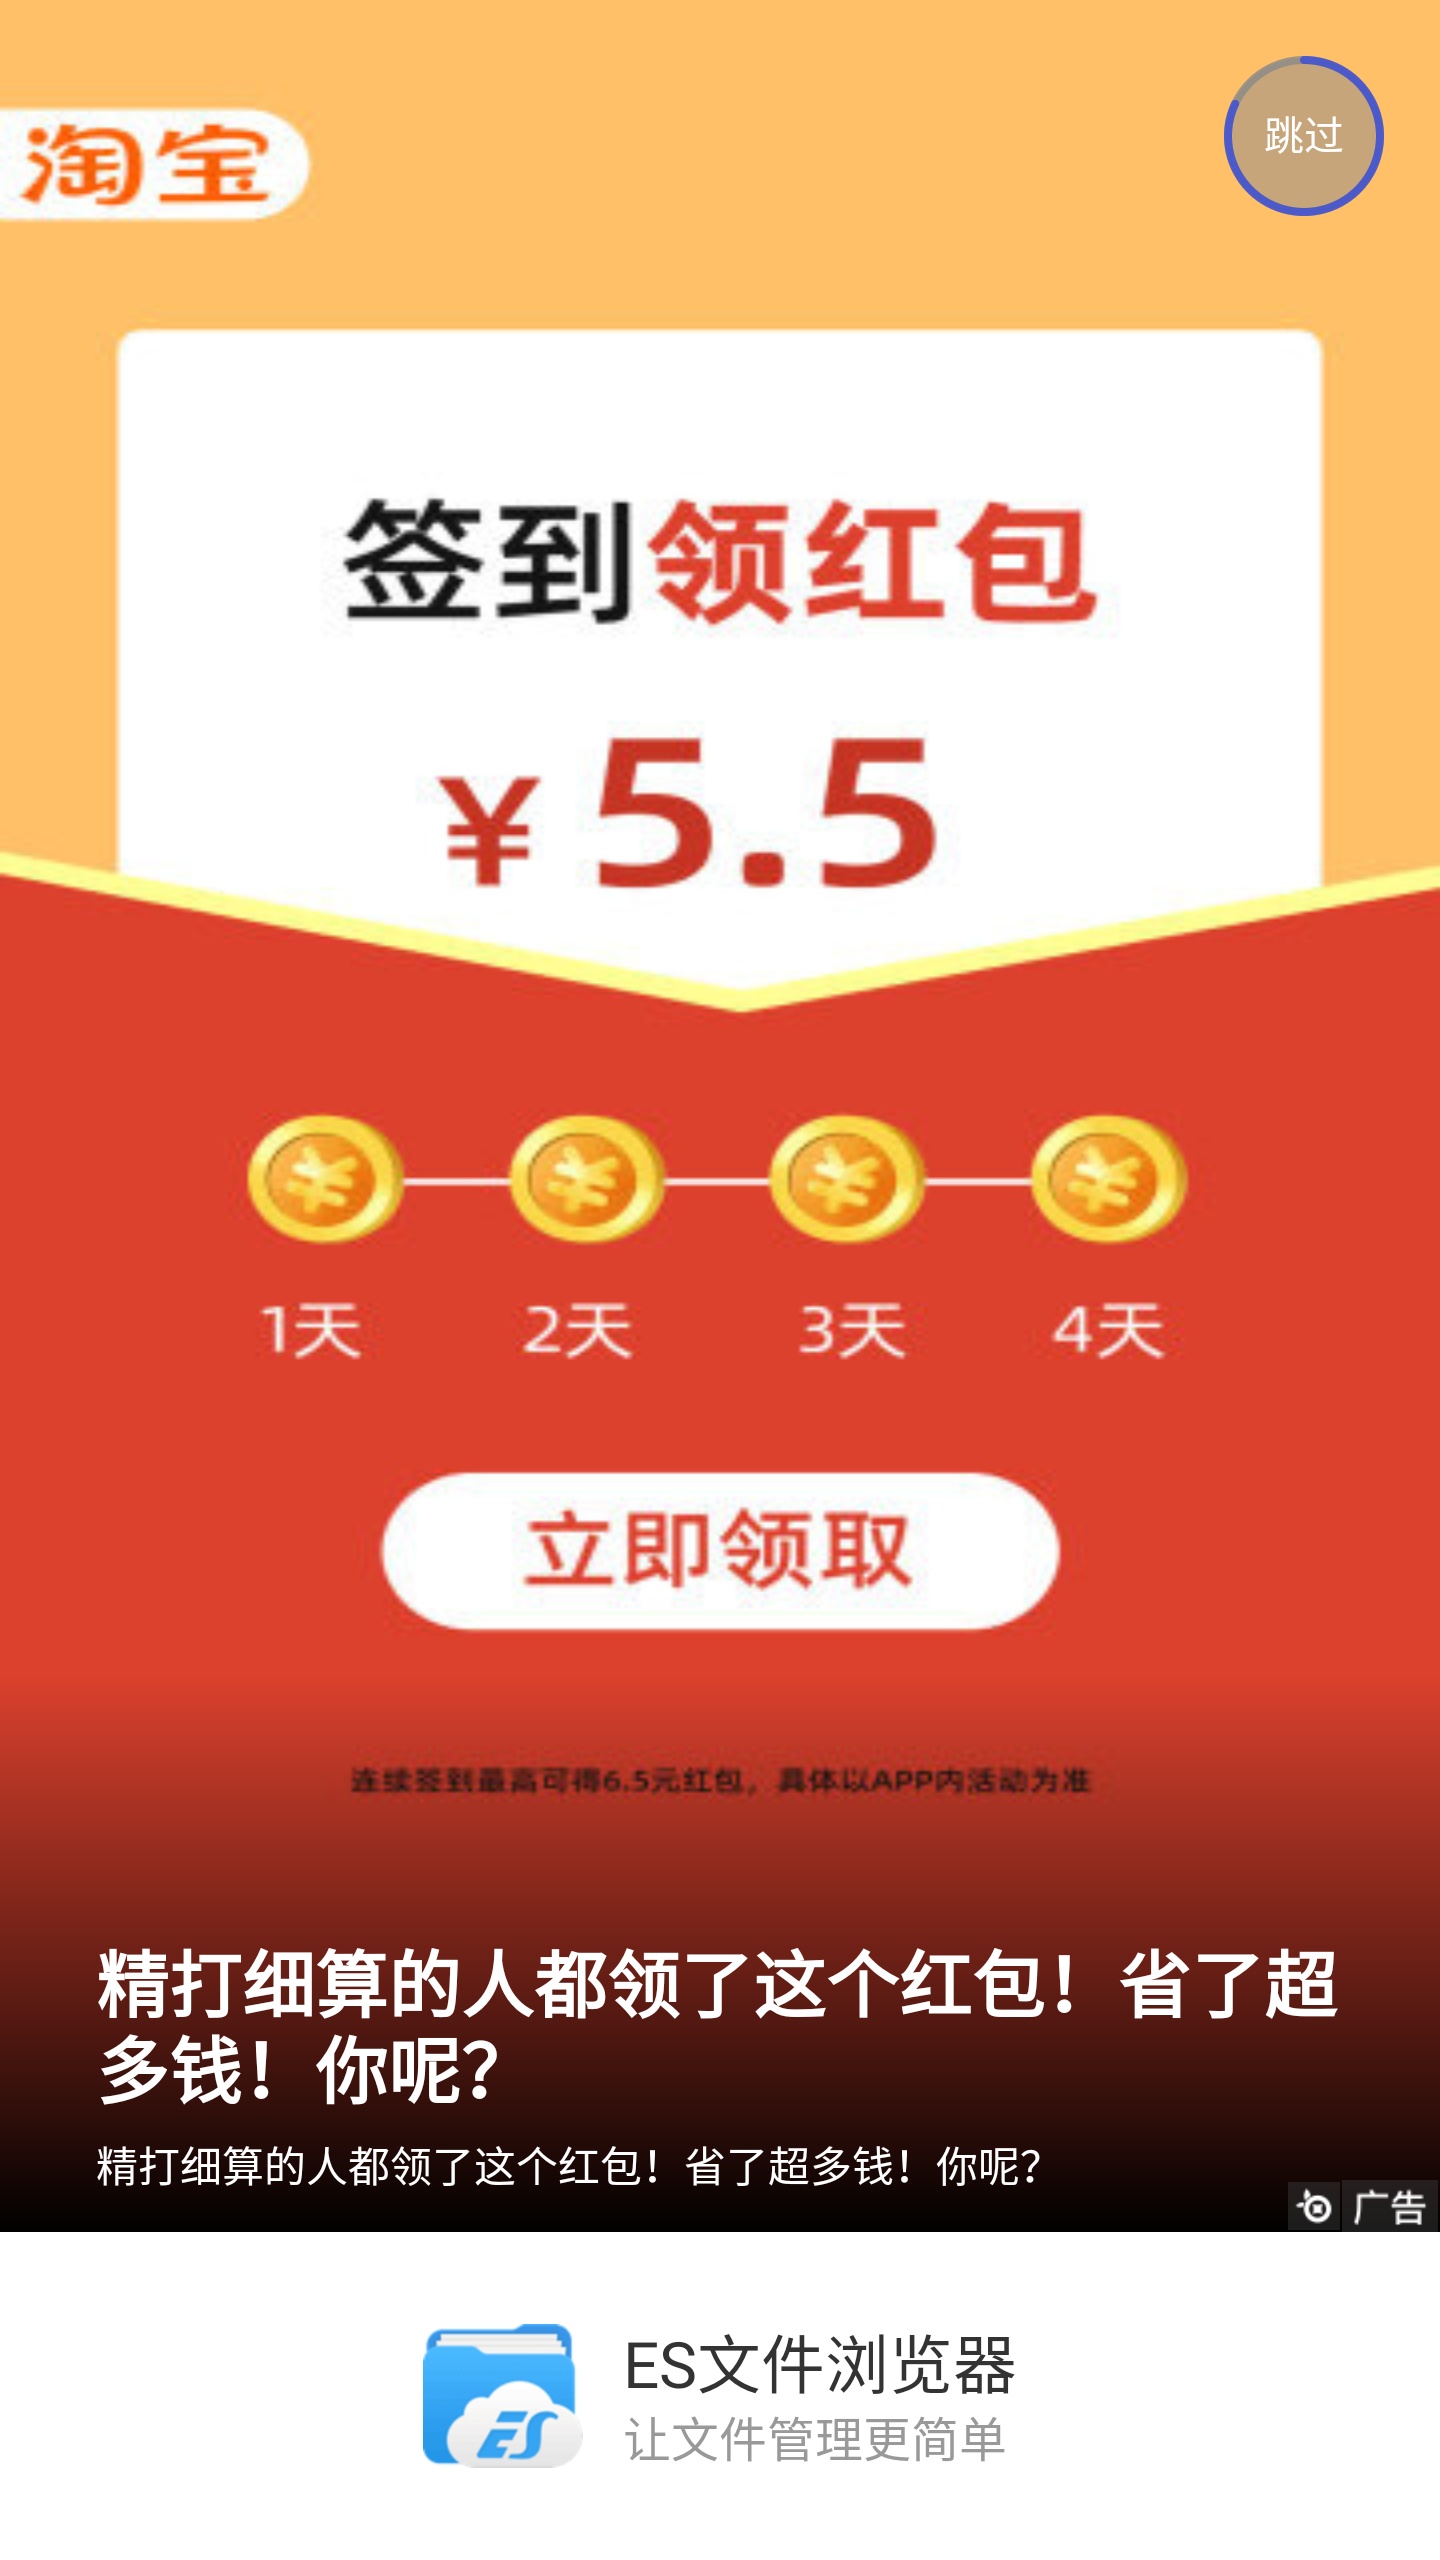 淘宝
跳过
签到领红包
¥5.5
1天 2天 3天 4天
立即领取
连续签到最高可得6.5元红包，具体以APP内活动为准
精打细算的人都领了这个红包！省了超
多钱！你呢？
精打细算的人都领了这个红包！省了超多钱！你呢？
广告
ES文件浏览器
让文件管理更简单